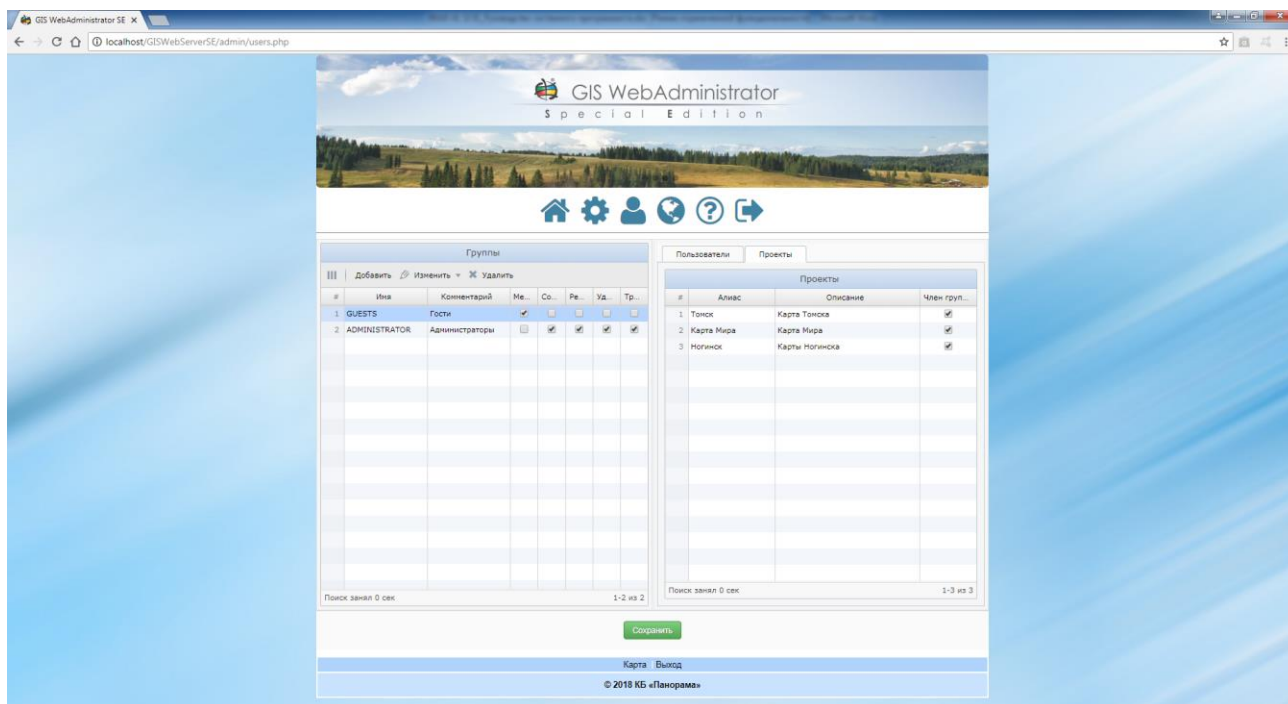 GIS WebAdministrator SE
localhost/GISWebServerSE/admin/users.php
GIS WebAdministrator
Special Edition
Группы
Добавить Изменить Удалить
# Имя Комментарий Ме... Со... Ре... Уд... Тр...
1 GUESTS Гости
2 ADMINISTRATOR Администраторы
Поиск занял 0 сек 1-2 из 2
Пользователи Проекты
Проекты
# Алиас Описание Член груп...
1 Томск Карта Томска
2 Карта Мира Карта Мира
3 Ногинск Карты Ногинска
Поиск занял 0 сек 1-3 из 3
Сохранить
Карта Выход
© 2018 КБ «Панорама»